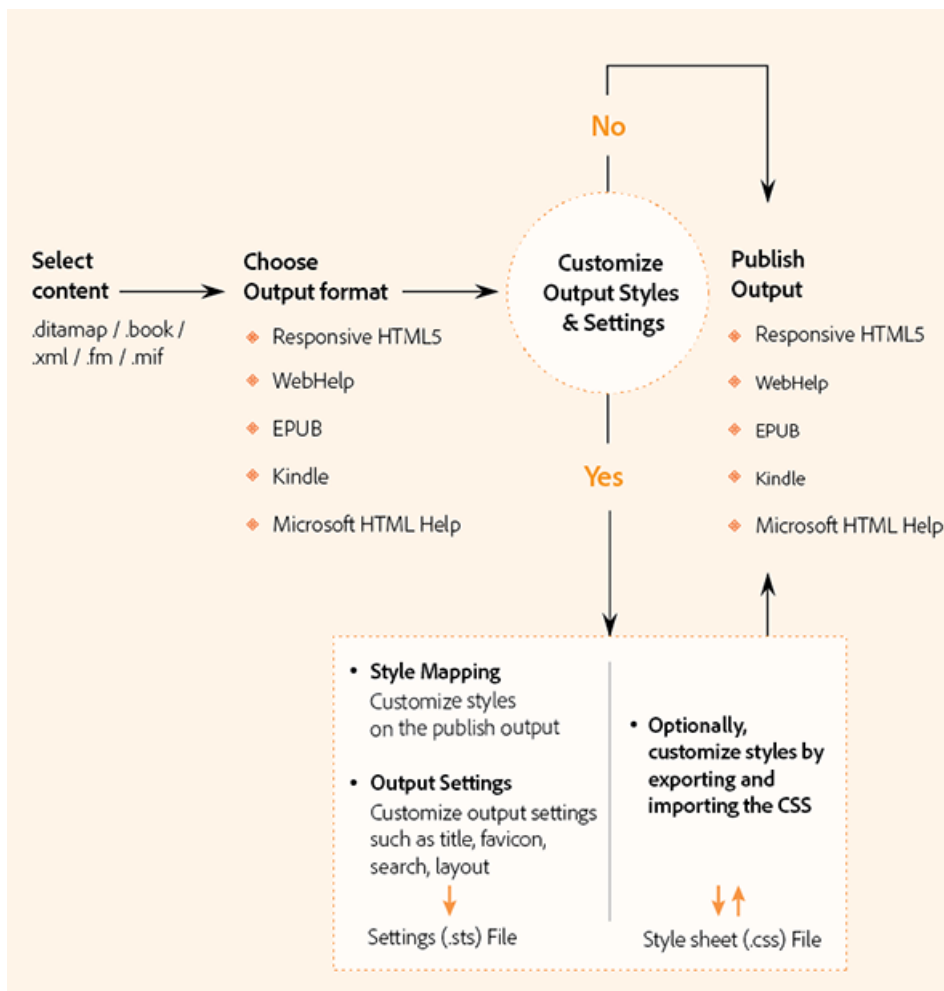 Select
content
.ditamap / .book /
.xml / .fm / .mif
Choose
Output format
Responsive HTML5
WebHelp
EPUB
Kindle
Microsoft HTML Help
No
Customize
Output Styles
& Settings
Yes
Publish
Output
Responsive HTML5
WebHelp
EPUB
Kindle
Microsoft HTML Help
• Style Mapping
Customize styles
on the publish output
• Output Settings
Customize output settings
such as title, favicon,
search, layout
Settings (.sts) File
• Optionally,
customize styles by
exporting and
importing the CSS
Style sheet (.css) File